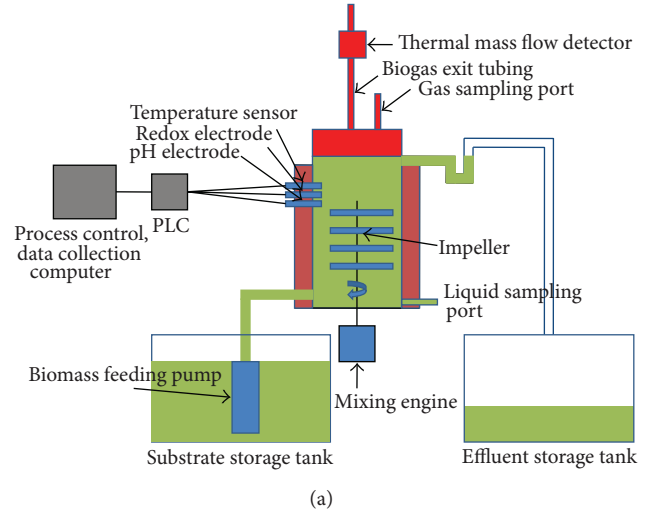 Thermal mass flow detector
Biogas exit tubing
Gas sampling port
Temperature sensor
Redox electrode
pH electrode
PLC
Process control,
data collection
computer
Impeller
Liquid sampling
port
Biomass feeding pump
Mixing engine
Substrate storage tank
Effluent storage tank
(a)